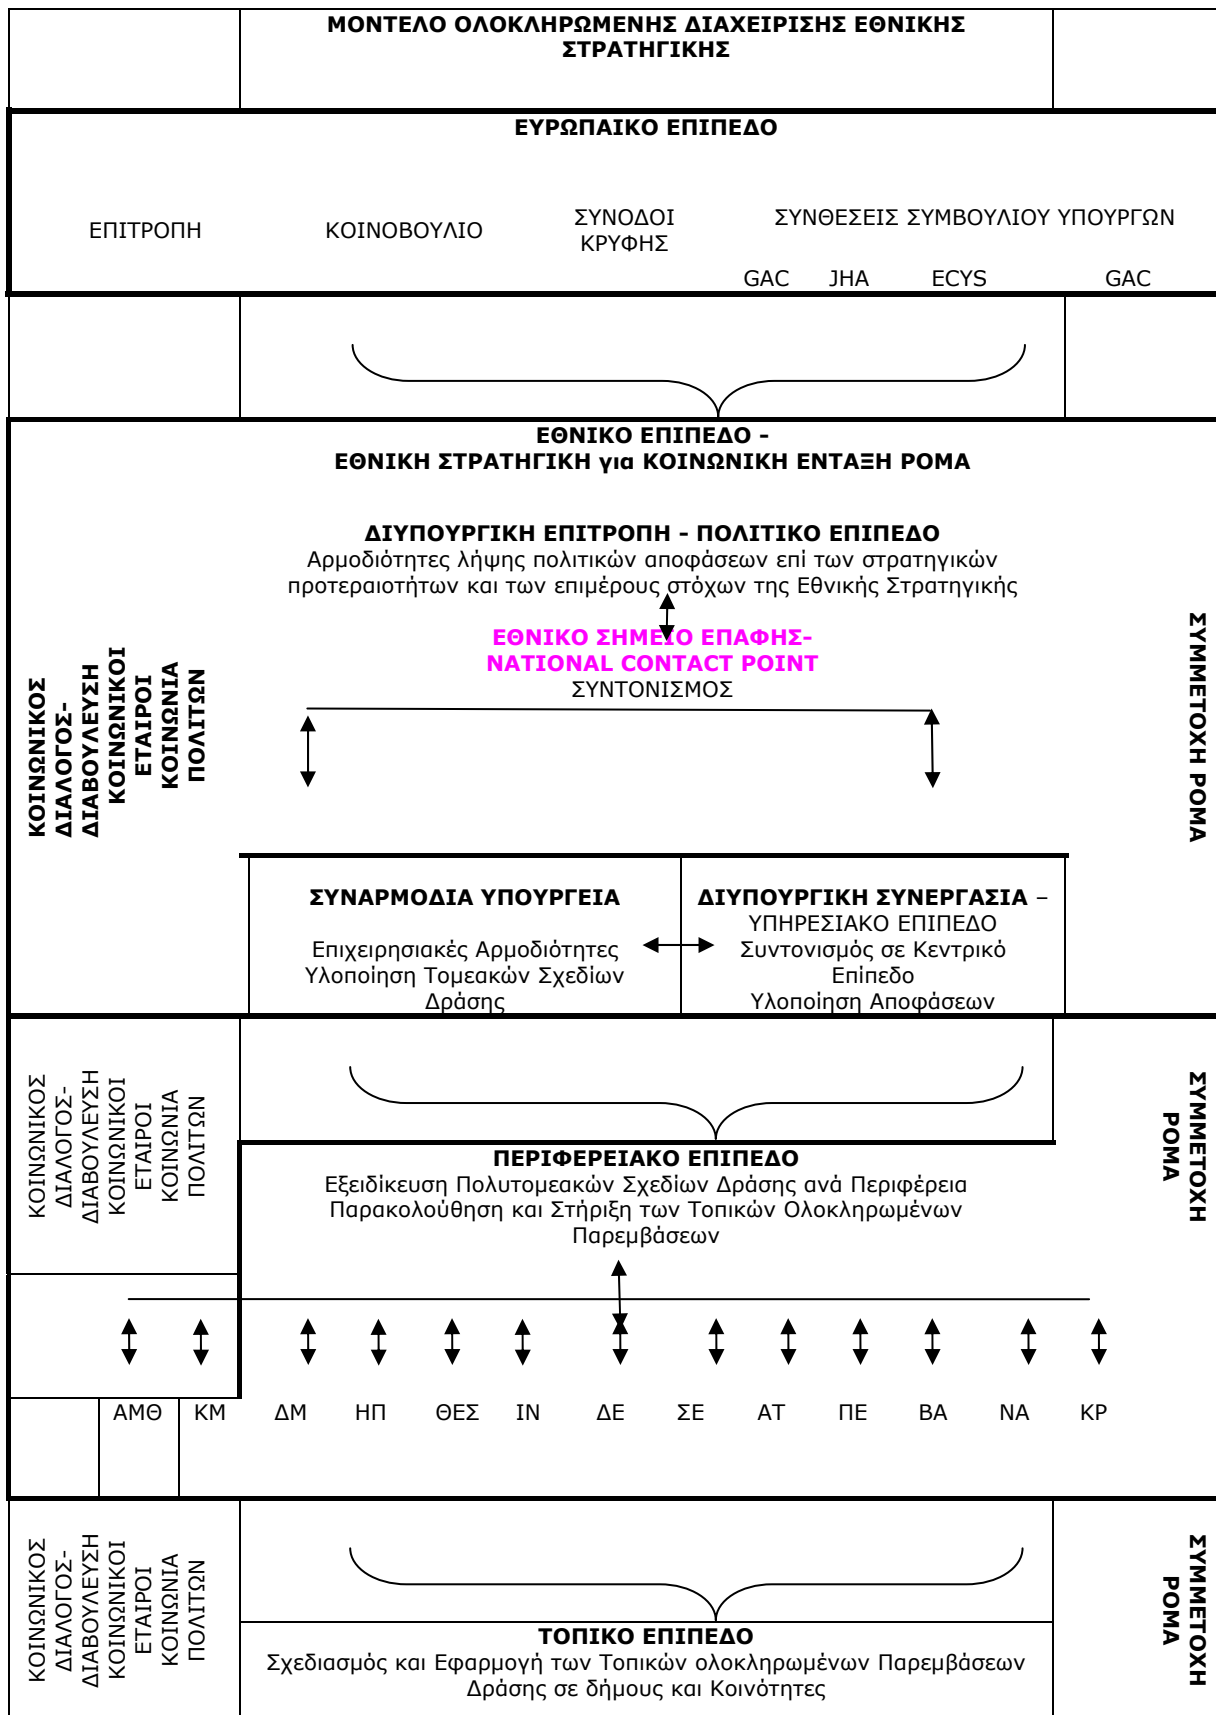 ΜΟΝΤΕΛΟ ΟΛΟΚΛΗΡΩΜΕΝΗΣ ΔΙΑΧΕΙΡΙΣΗΣ ΕΘΝΙΚΗΣ
ΣΤΡΑΤΗΓΙΚΗΣ
ΕΥΡΩΠΑΙΚΟ ΕΠΙΠΕΔΟ
ΕΠΙΤΡΟΠΗ
ΚΟΙΝΟΒΟΥΛΙΟ
ΣΥΝΟΔΟΙ
ΚΡΥΦΗΣ
ΣΥΝΘΕΣΕΙΣ ΣΥΜΒΟΥΛΙΟΥ ΥΠΟΥΡΓΩΝ
GAC JHA ECYS GAC
ΕΘΝΙΚΟ ΕΠΙΠΕΔΟ -
ΕΘΝΙΚΗ ΣΤΡΑΤΗΓΙΚΗ για ΚΟΙΝΩΝΙΚΗ ΕΝΤΑΞΗ ΡΟΜΑ
ΔΙΥΠΟΥΡΓΙΚΗ ΕΠΙΤΡΟΠΗ - ΠΟΛΙΤΙΚΟ ΕΠΙΠΕΔΟ
Αρμοδιότητες λήψης πολιτικών αποφάσεων επί των στρατηγικών
προτεραιοτήτων και των επιμέρους στόχων της Εθνικής Στρατηγικής
ΕΘΝΙΚΟ ΣΗΜΕΙΟ ΕΠΑΦΗΣ-
NATIONAL CONTACT POINT
ΣΥΝΤΟΝΙΣΜΟΣ
ΚΟΙΝΩΝΙΚΟΣ
ΔΙΑΛΟΓΟΣ-
ΔΙΑΒΟΥΛΕΥΣΗ
ΚΟΙΝΩΝΙΚΟΙ
ΕΤΑΙΡΟΙ
ΚΟΙΝΩΝΙΑ
ΠΟΛΙΤΩΝ
ΣΥΜΜΕΤΟΧΗ ΡΟΜΑ
ΣΥΝΑΡΜΟΔΙΑ ΥΠΟΥΡΓΕΙΑ
Επιχειρησιακές Αρμοδιότητες
Υλοποίηση Τομεακών Σχεδίων
Δράσης
ΔΙΥΠΟΥΡΓΙΚΗ ΣΥΝΕΡΓΑΣΙΑ –
ΥΠΗΡΕΣΙΑΚΟ ΕΠΙΠΕΔΟ
Συντονισμός σε Κεντρικό
Επίπεδο
Υλοποίηση Αποφάσεων
ΚΟΙΝΩΝΙΚΟΣ
ΔΙΑΛΟΓΟΣ-
ΔΙΑΒΟΥΛΕΥΣΗ
ΚΟΙΝΩΝΙΚΟΙ
ΕΤΑΙΡΟΙ
ΚΟΙΝΩΝΙΑ
ΠΟΛΙΤΩΝ
ΣΥΜΜΕΤΟΧΗ
ΡΟΜΑ
ΠΕΡΙΦΕΡΕΙΑΚΟ ΕΠΙΠΕΔΟ
Εξειδίκευση Πολυτομεακών Σχεδίων Δράσης ανά Περιφέρεια
Παρακολούθηση και Στήριξη των Τοπικών Ολοκληρωμένων
Παρεμβάσεων
ΑΜΘ ΚΜ ΔΜ ΗΠ ΘΕΣ ΙΝ ΔΕ ΣΕ ΑΤ ΠΕ ΒΑ ΝΑ ΚΡ
ΚΟΙΝΩΝΙΚΟΣ
ΔΙΑΛΟΓΟΣ-
ΔΙΑΒΟΥΛΕΥΣΗ
ΚΟΙΝΩΝΙΚΟΙ
ΕΤΑΙΡΟΙ
ΚΟΙΝΩΝΙΑ
ΠΟΛΙΤΩΝ
ΣΥΜΜΕΤΟΧΗ
ΡΟΜΑ
ΤΟΠΙΚΟ ΕΠΙΠΕΔΟ
Σχεδιασμός και Εφαρμογή των Τοπικών ολοκληρωμένων Παρεμβάσεων
Δράσης σε δήμους και Κοινότητες